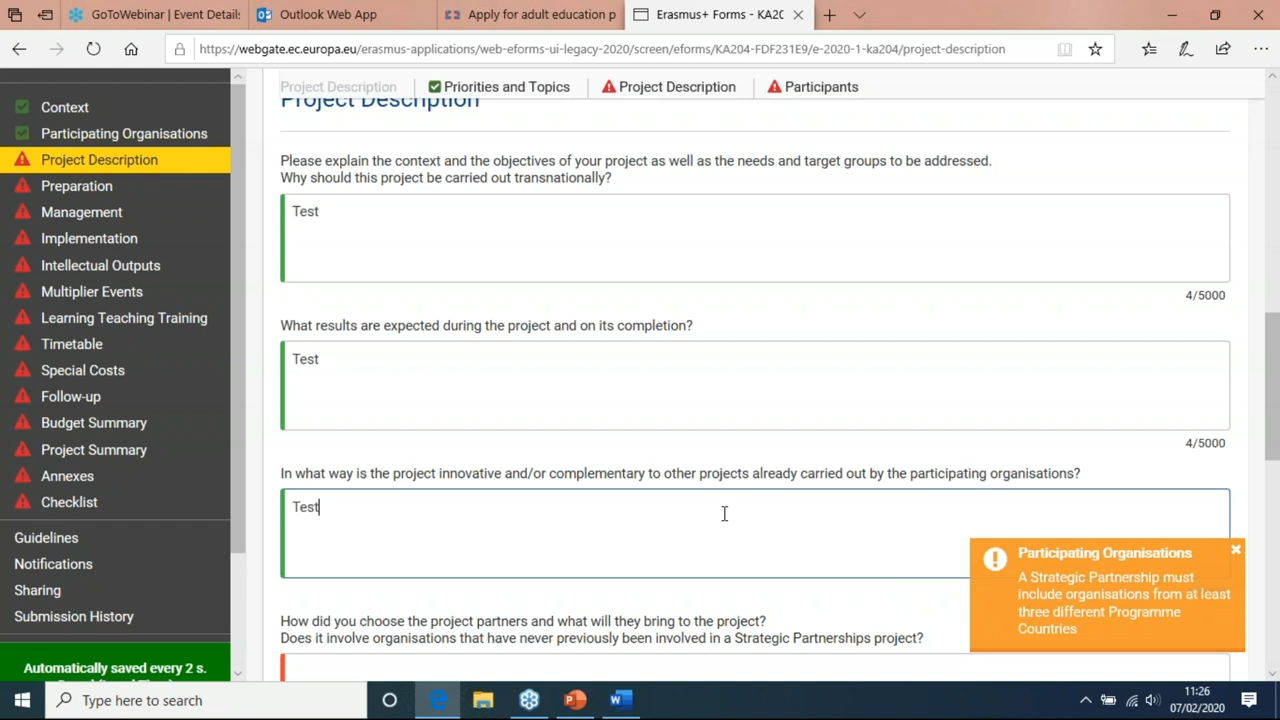 GoToWebinar | Event Details
Outlook Web App
Apply for adult education p
Erasmus+ Forms - KA20
https://webgate.ec.europa.eu/erasmus-applications/web-eforms-ui-legacy-2020/screen/eforms/KA204-FDF231E9/e-2020-1-ka204/project-description
Context
Participating Organisations
Project Description
Preparation
Management
Implementation
Intellectual Outputs
Multiplier Events
Learning Teaching Training
Timetable
Special Costs
Follow-up
Budget Summary
Project Summary
Annexes
Checklist
Guidelines
Notifications
Sharing
Submission History
Automatically saved every 2 s.
Project Description
Priorities and Topics
Project Description
Participants
Project Description
Please explain the context and the objectives of your project as well as the needs and target groups to be addressed.
Why should this project be carried out transnationally?
Test
4/5000
What results are expected during the project and on its completion?
Test
4/5000
In what way is the project innovative and/or complementary to other projects already carried out by the participating organisations?
Test
Participating Organisations
A Strategic Partnership must
include organisations from at least
three different Programme
Countries
How did you choose the project partners and what will they bring to the project?
Does it involve organisations that have never previously been involved in a Strategic Partnerships project?
Type here to search
11:26
07/02/2020